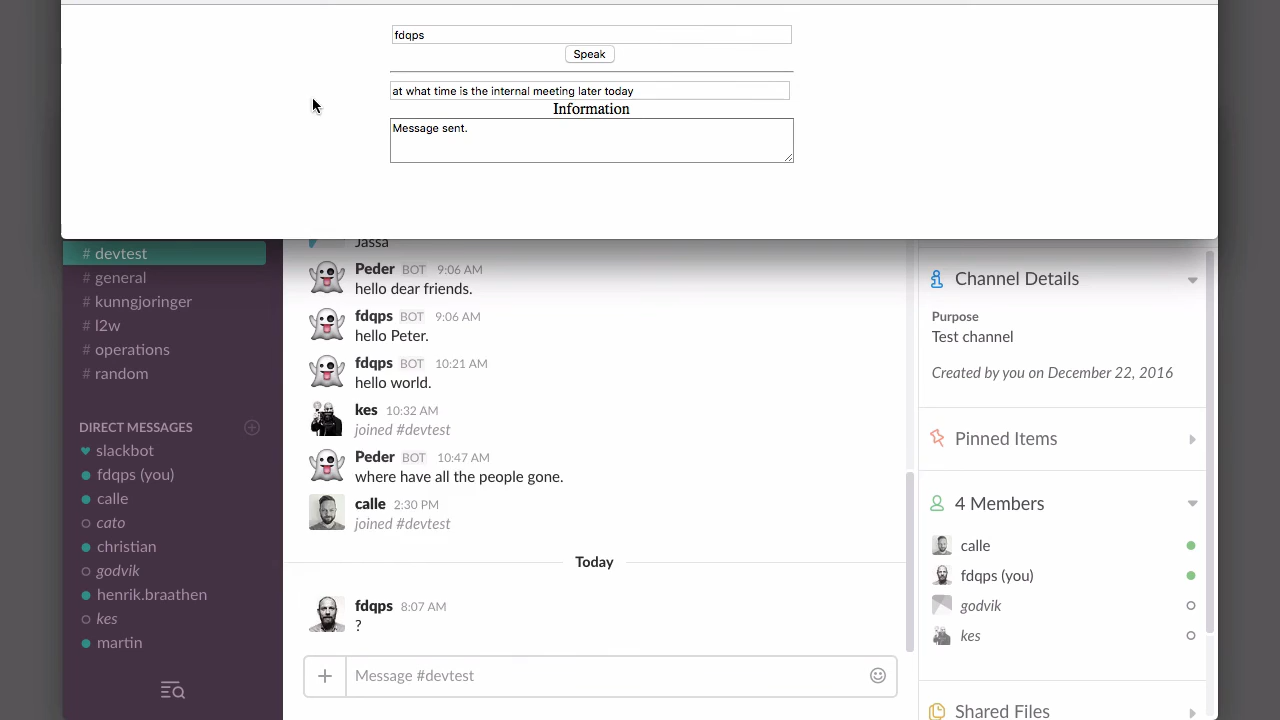 fdqps
Speak
at what time is the internal meeting later today
Information
Message sent.
# devtest
# general
# kunngjoringer
# l2w
# operations
# random
DIRECT MESSAGES
slackbot
fdqps (you)
calle
cato
christian
godvik
henrik.braathen
kes
martin
Jassa
Peder BOT 9:06 AM
hello dear friends.
fdqps BOT 9:06 AM
hello Peter.
fdqps BOT 10:21 AM
hello world.
kes 10:32 AM
joined #devtest
Peder BOT 10:47 AM
where have all the people gone.
calle 2:30 PM
joined #devtest
Today
fdqps 8:07 AM
?
Message #devtest
Channel Details
Purpose
Test channel
Created by you on December 22, 2016
Pinned Items
4 Members
calle
fdqps (you)
godvik
kes
Shared Files